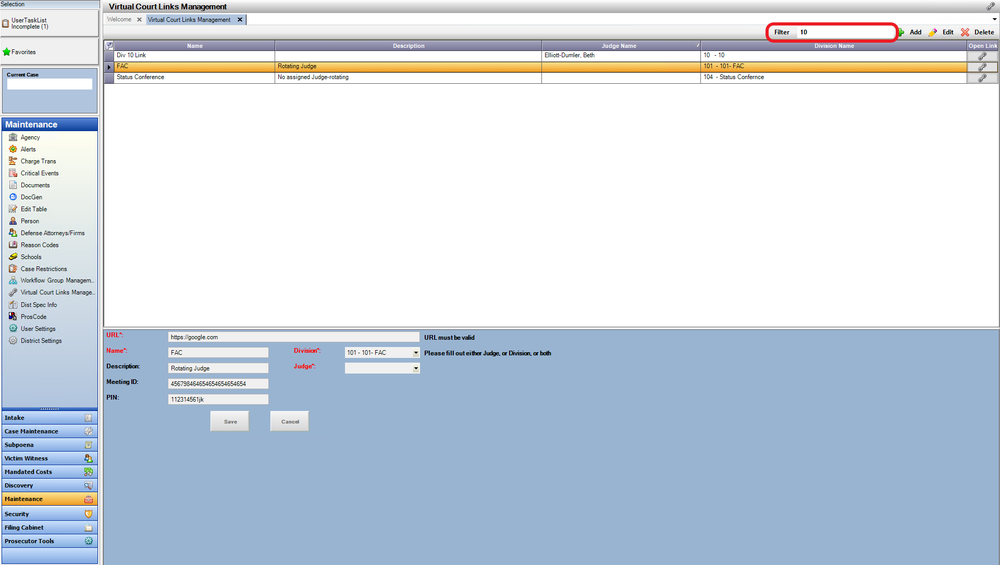 Selection
UserTaskList
Incomplete (1)
Favorites
Current Case
Maintenance
Agency
Alerts
Charge Trans
Critical Events
Documents
DocGen
Edit Table
Person
Defense Attorneys/Firms
Reason Codes
Schools
Case Restrictions
Workflow Group Managem...
Virtual Court Links Manage...
Dist Spec Info
ProsCode
User Settings
District Settings
Intake
Case Maintenance
Subpoena
Victim Witness
Mandated Costs
Discovery
Maintenance
Security
Filing Cabinet
Prosecutor Tools
Virtual Court Links Management
Welcome Virtual Court Links Management
Filter 10 Add Edit Delete
Name Description Judge Name Division Name Open Link
Div 10 Link Elliott-Dumler, Beth 10 - 10
FAC Rotating Judge 101 - 101- FAC
Status Conference No assigned Judge-rotating 104 - Status Confernce
URL*: https://google.com URL must be valid
Name*: FAC Division*: 101 - 101- FAC Please fill out either Judge, or Division, or both
Description: Rotating Judge Judge*:
Meeting ID: 456798464654654654654654
PIN: 112314561jk
Save Cancel